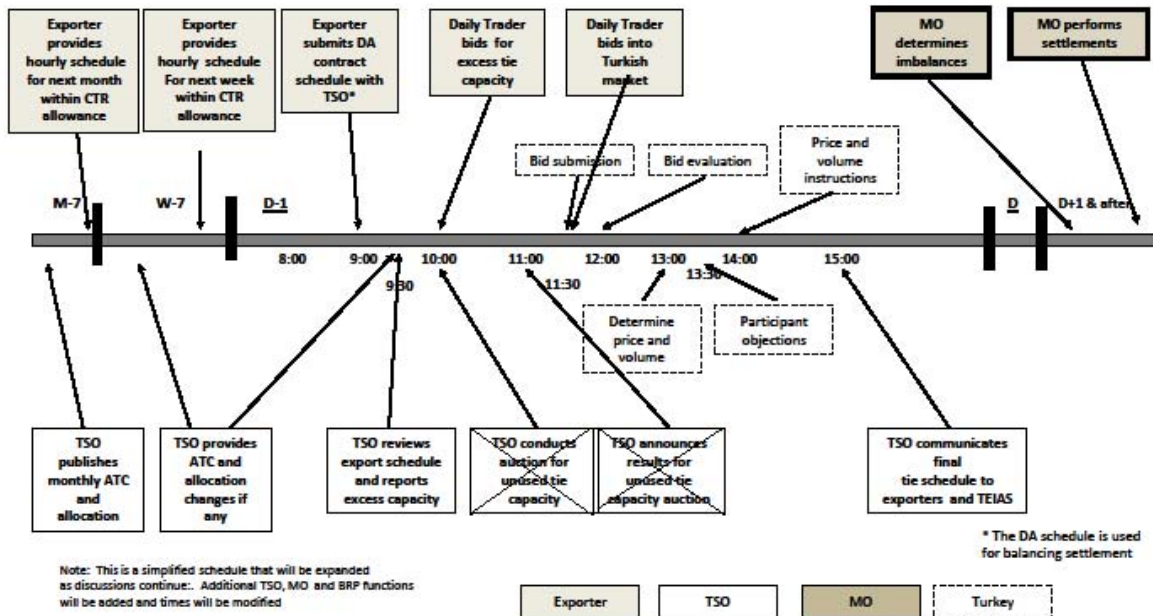 Exporter
provides
hourly schedule
for next month
within CTR
allowance
Exporter
provides
hourly schedule
For next week
within CTR
allowance
Exporter
submits DA
contract
schedule with
TSO*
Daily Trader
bids for
excess tie
capacity
Daily Trader
bids into
Turkish
market
MO
determines
imbalances
MO performs
settlements
Bid submission
Bid evaluation
Price and
volume
instructions
M-7
W-7
D-1
D
D+1 & after
8:00
9:00
9:30
10:00
11:00
11:30
12:00
13:00
13:30
14:00
15:00
Determine
price and
volume
Participant
objections
TSO
publishes
monthly ATC
and
allocation
TSO provides
ATC and
allocation
changes if
any
TSO reviews
export schedule
and reports
excess capacity
TSO conducts
auction for
unused tie
capacity
TSO announces
results for
unused tie
capacity auction
TSO communicates
final
tie schedule to
exporters and TEIAS
* The DA schedule is used
for balancing settlement
Note: This is a simplified schedule that will be expanded
as discussions continue:. Additional TSO, MO and BRP functions
will be added and times will be modified
Exporter
TSO
MO
Turkey